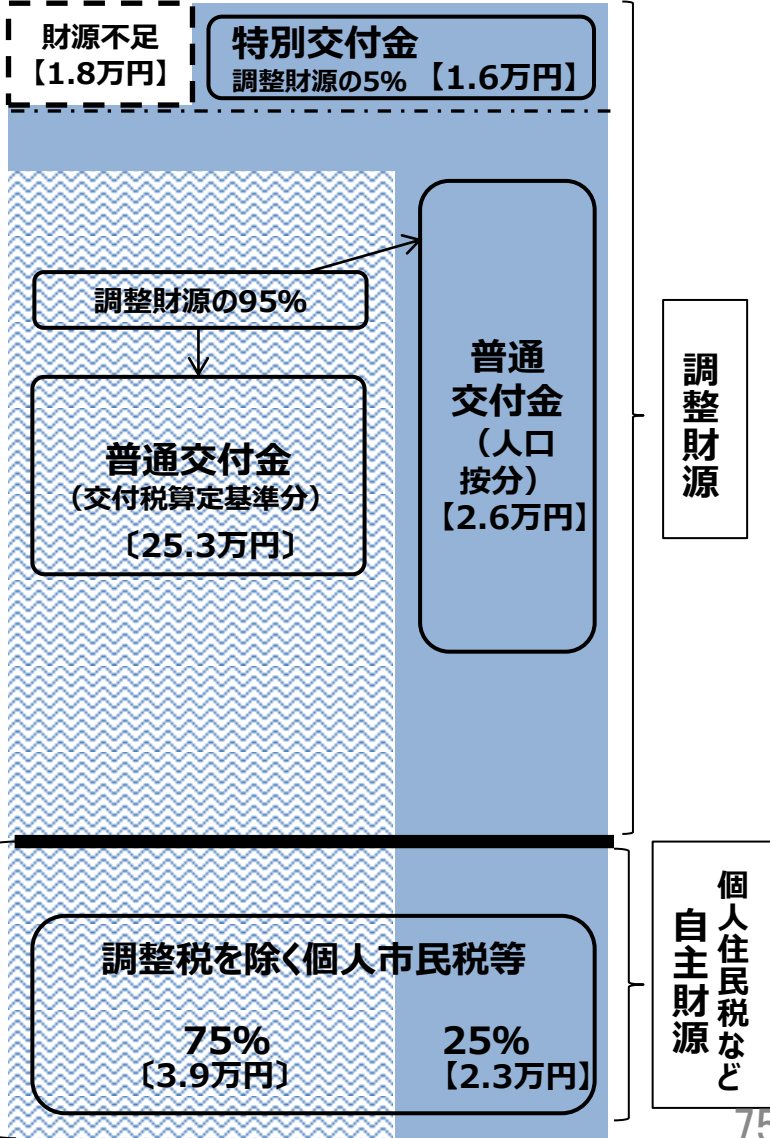 財源不足
【1.8万円】
特別交付金
調整財源の5% 【1.6万円】
調整財源の95%
普通交付金
（交付税算定基準分）
〔25.3万円〕
普通
交付金
（人口
按分）
【2.6万円】
調整財源
調整税を除く個人市民税等
75%
〔3.9万円〕
25%
【2.3万円】
個人住民税など
自主財源
75